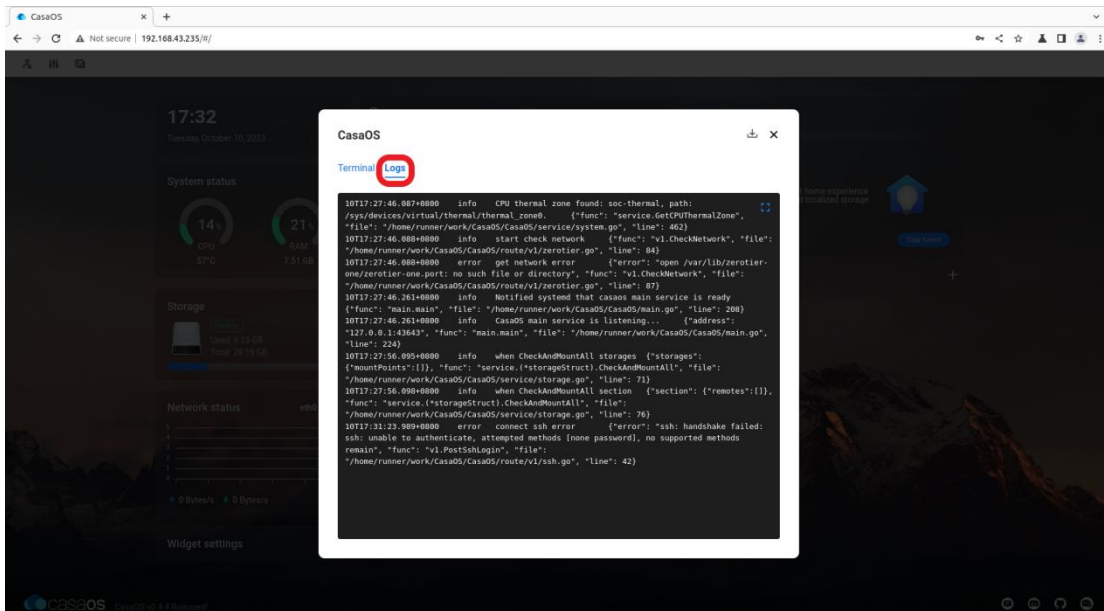 CasaOS
Not secure | 192.168.43.235/#/
17:32
Tuesday, October 10, 2023
System status
14%
CPU
57°C
21%
RAM
7.51 GB
Storage
Healthy
Used: 6.13 GB
Total: 28.19 GB
Network status
eth0
0 Bytes/s
0 Bytes/s
Widget settings
CasaOS
Terminal
Logs
10T17:27:46.087+0800 info CPU thermal zone found: soc-thermal, path:
/sys/devices/virtual/thermal/thermal_zone0. {"func": "service.GetCPUThermalZone",
"file": "/home/runner/work/CasaOS/CasaOS/service/system.go", "line": 462}
10T17:27:46.088+0800 info start check network {"func": "v1.CheckNetwork", "file":
"/home/runner/work/CasaOS/CasaOS/route/v1/zerotier.go", "line": 84}
10T17:27:46.088+0800 error get network error {"error": "open /var/lib/zerotier-
one/zerotier-one.port: no such file or directory", "func": "v1.CheckNetwork", "file":
"/home/runner/work/CasaOS/CasaOS/route/v1/zerotier.go", "line": 87}
10T17:27:46.261+0800 info Notified systemd that casaos main service is ready
{"func": "main.main", "file": "/home/runner/work/CasaOS/CasaOS/main.go", "line": 208}
10T17:27:46.261+0800 info CasaOS main service is listening... {"address":
"127.0.0.1:43643", "func": "main.main", "file": "/home/runner/work/CasaOS/CasaOS/main.go",
"line": 224}
10T17:27:56.095+0800 info when CheckAndMountAll storages {"storages":
{"mountPoints":[]}, "func": "service.(*storageStruct).CheckAndMountAll", "file":
"/home/runner/work/CasaOS/CasaOS/service/storage.go", "line": 71}
10T17:27:56.098+0800 info when CheckAndMountAll section {"section": {"remotes":[]},
"func": "service.(*storageStruct).CheckAndMountAll", "file":
"/home/runner/work/CasaOS/CasaOS/service/storage.go", "line": 76}
10T17:31:23.989+0800 error connect ssh error {"error": "ssh: handshake failed:
ssh: unable to authenticate, attempted methods [none password], no supported methods
remain", "func": "v1.PostSshLogin", "file":
"/home/runner/work/CasaOS/CasaOS/route/v1/ssh.go", "line": 42}
home experience
localized storage.
CasaOS
CasaOS v0.4.4 Released!